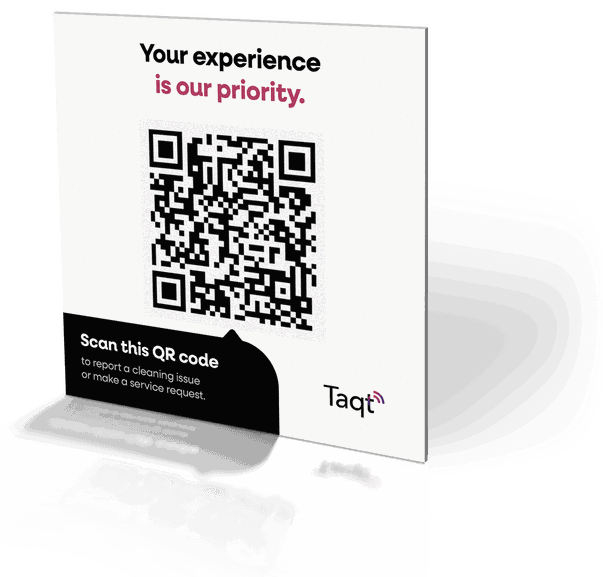 Your experience
is our priority.
Scan this QR code
to report a cleaning issue
or make a service request.
Taqt